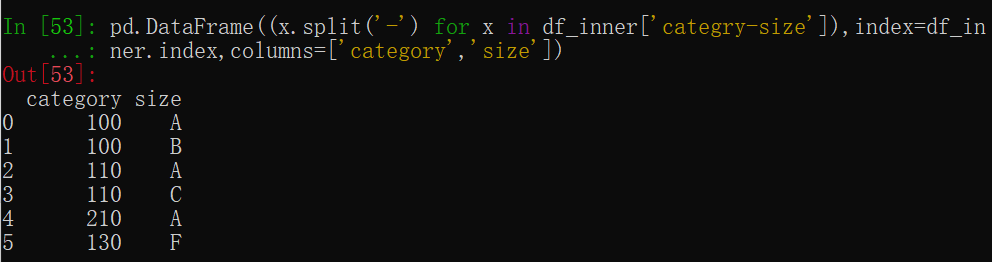 In [53]: pd.DataFrame((x.split('-') for x in df_inner['categry-size']),index=df_in
    ...: ner.index,columns=['category','size'])
Out[53]:
  category size
0      100    A
1      100    B
2      110    A
3      110    C
4      210    A
5      130    F